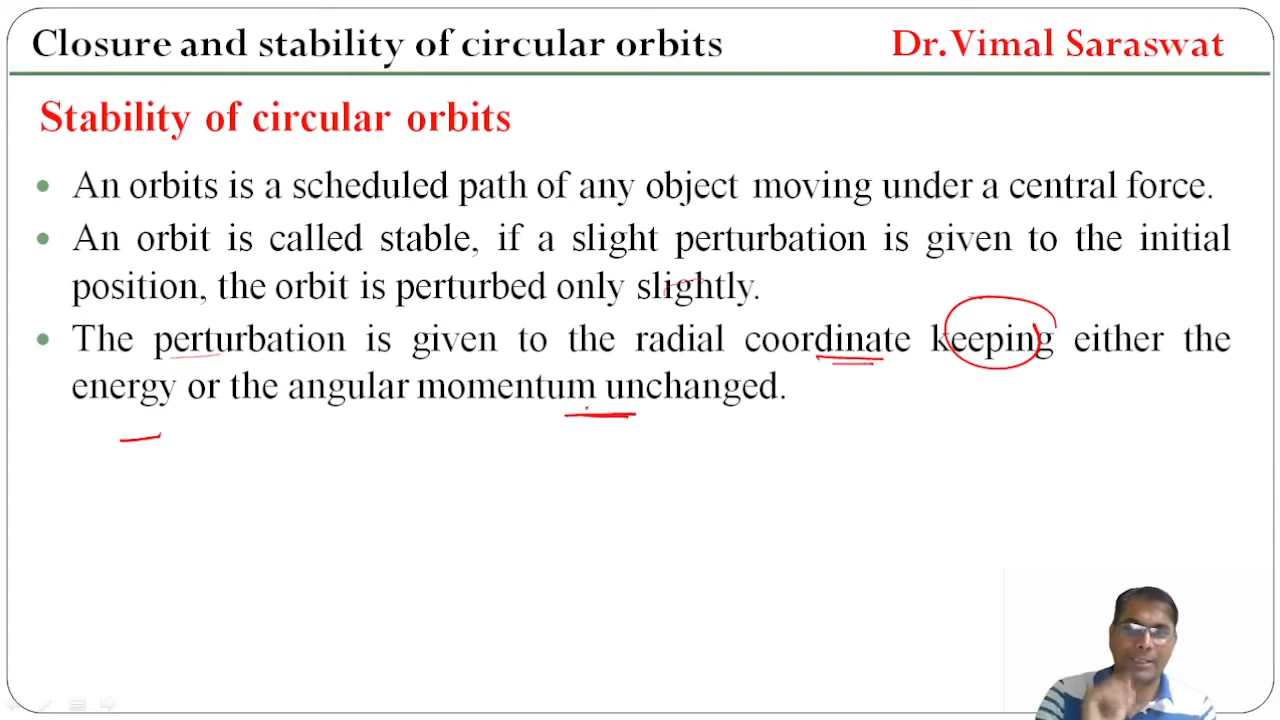 Closure and stability of circular orbits Dr. Vimal Saraswat
Stability of circular orbits
• An orbits is a scheduled path of any object moving under a central force.
• An orbit is called stable, if a slight perturbation is given to the initial
position, the orbit is perturbed only slightly.
• The perturbation is given to the radial coordinate keeping either the
energy or the angular momentum unchanged.